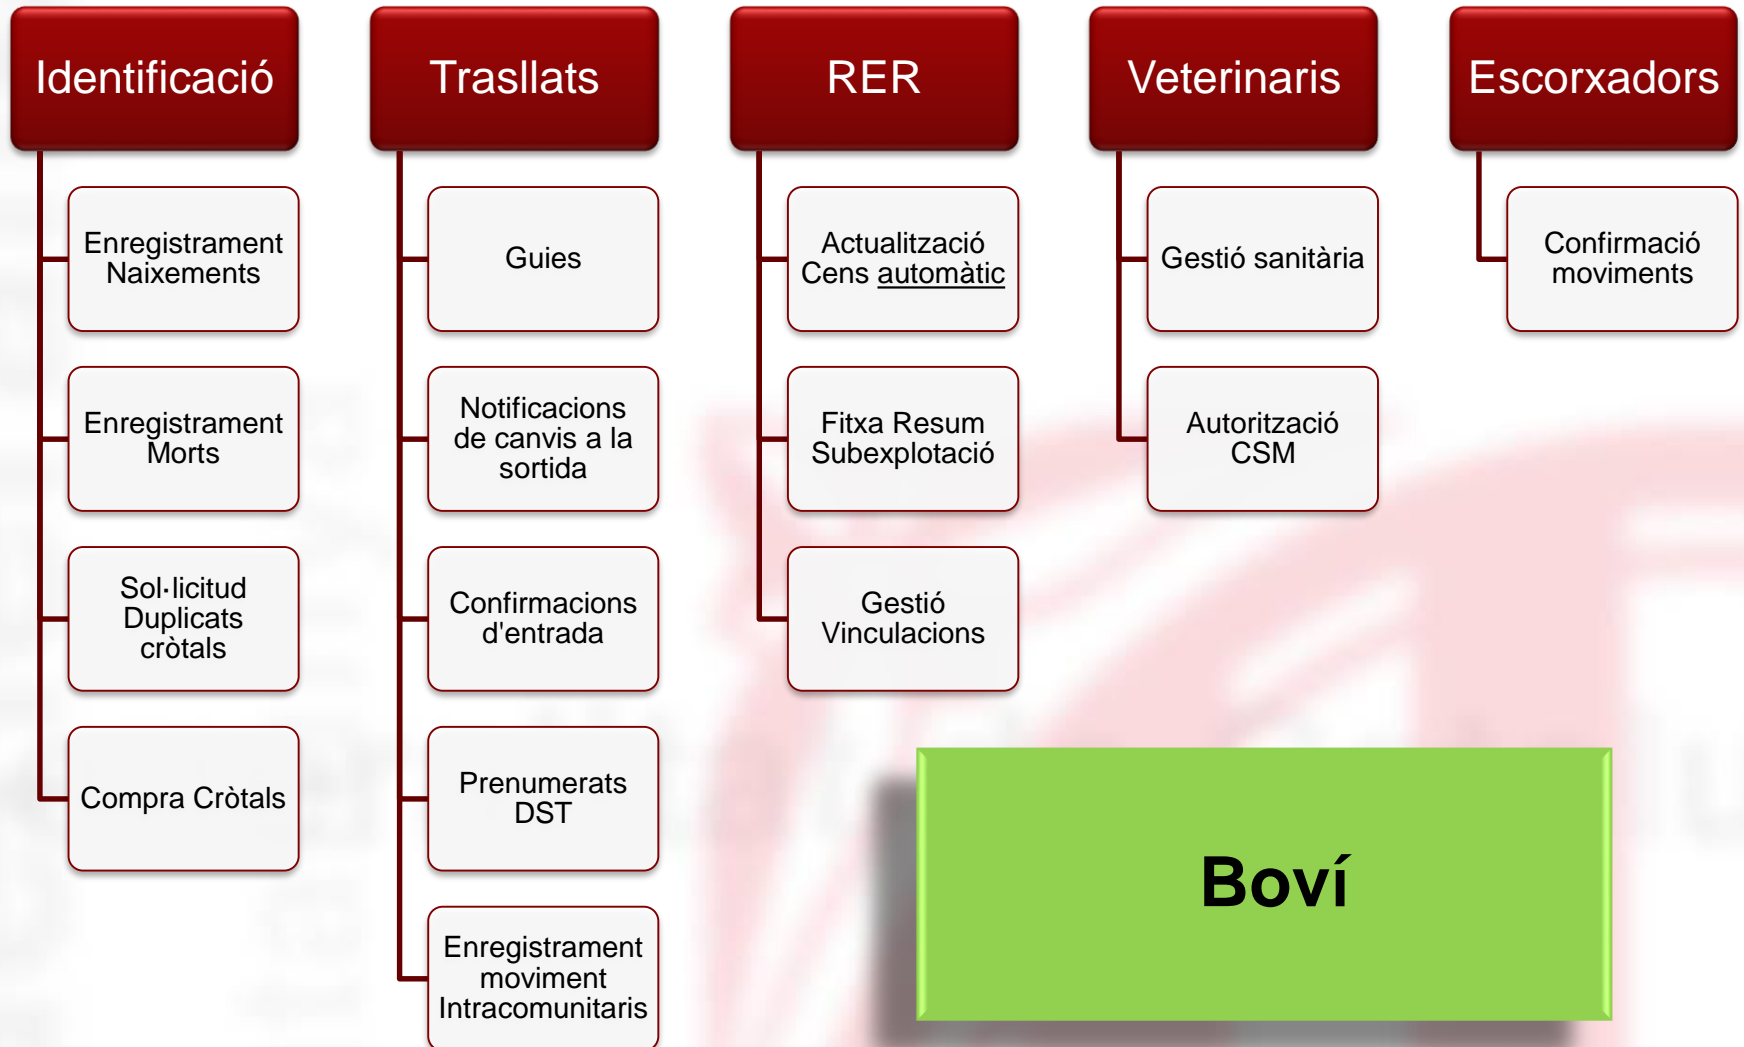 Identificació
Enregistrament
Naixements
Enregistrament
Morts
Sol·licitud
Duplicats
cròtals
Compra Cròtals
Trasllats
Guies
Notificacions
de canvis a la
sortida
Confirmacions
d'entrada
Prenumerats
DST
Enregistrament
moviment
Intracomunitaris
RER
Actualització
Cens automàtic
Fitxa Resum
Subexplotació
Gestió
Vinculacions
Veterinaris
Gestió sanitària
Autorització
CSM
Escorxadors
Confirmació
moviments
Boví